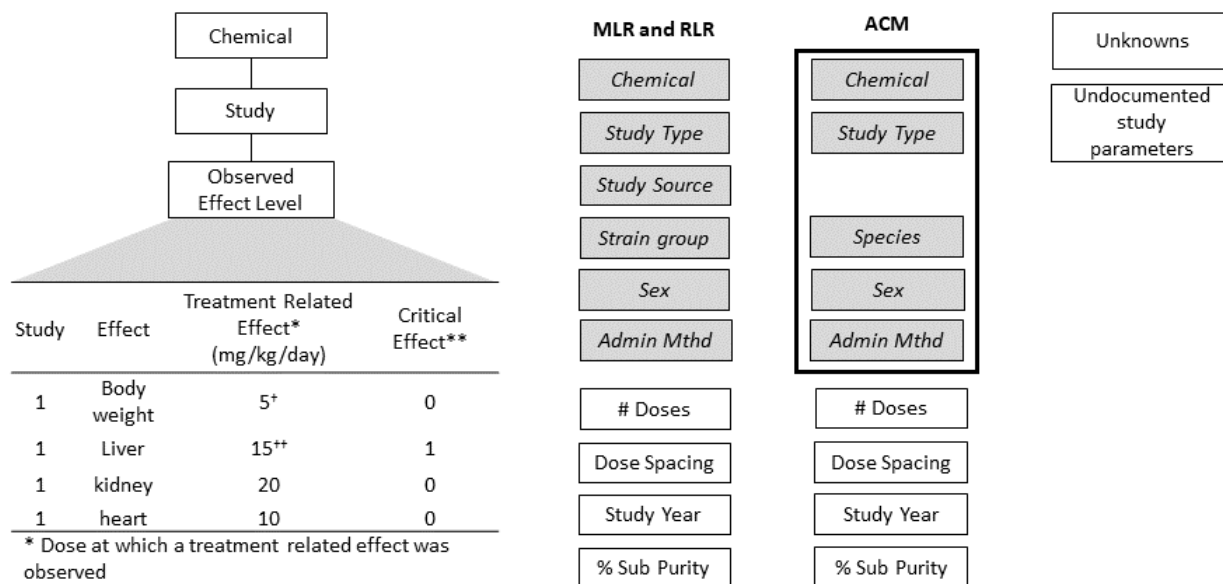 Chemical
Study
Observed
Effect Level
Study Effect Treatment Related Effect* (mg/kg/day) Critical Effect**
1 Body weight 5⁺ 0
1 Liver 15⁺⁺ 1
1 kidney 20 0
1 heart 10 0
* Dose at which a treatment related effect was
observed
MLR and RLR
Chemical
Study Type
Study Source
Strain group
Sex
Admin Mthd
# Doses
Dose Spacing
Study Year
% Sub Purity
ACM
Chemical
Study Type
Species
Sex
Admin Mthd
# Doses
Dose Spacing
Study Year
% Sub Purity
Unknowns
Undocumented
study
parameters